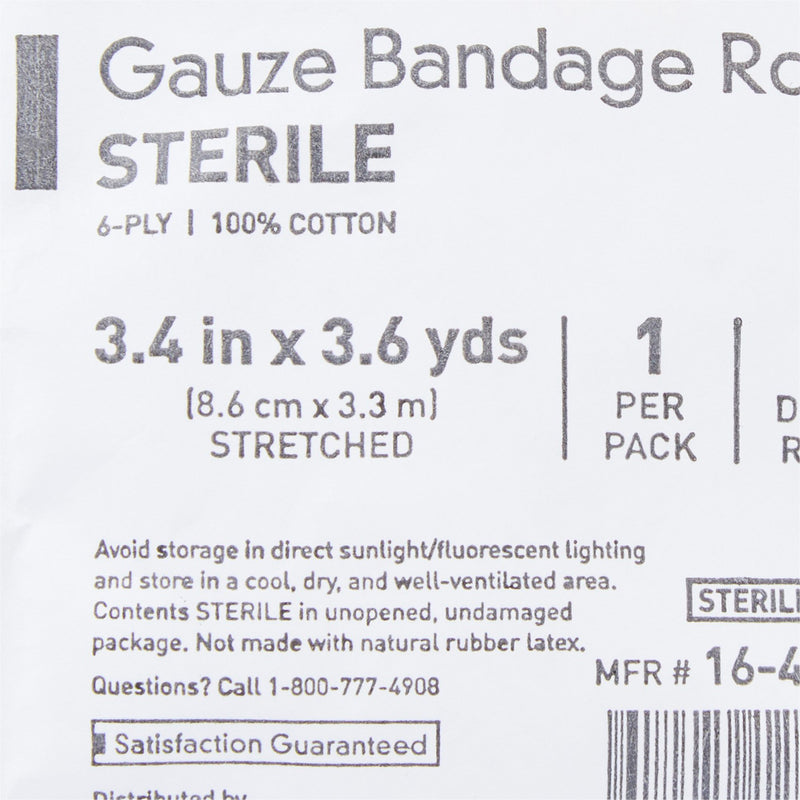 Gauze Bandage Ro
STERILE
6-PLY | 100% COTTON
3.4 in x 3.6 yds
(8.6 cm x 3.3 m)
STRETCHED
1
PER
PACK
D
R
Avoid storage in direct sunlight/fluorescent lighting
and store in a cool, dry, and well-ventilated area.
Contents STERILE in unopened, undamaged
package. Not made with natural rubber latex.
Questions? Call 1-800-777-4908
STERIL
MFR # 16-4
Satisfaction Guaranteed
Distributed by